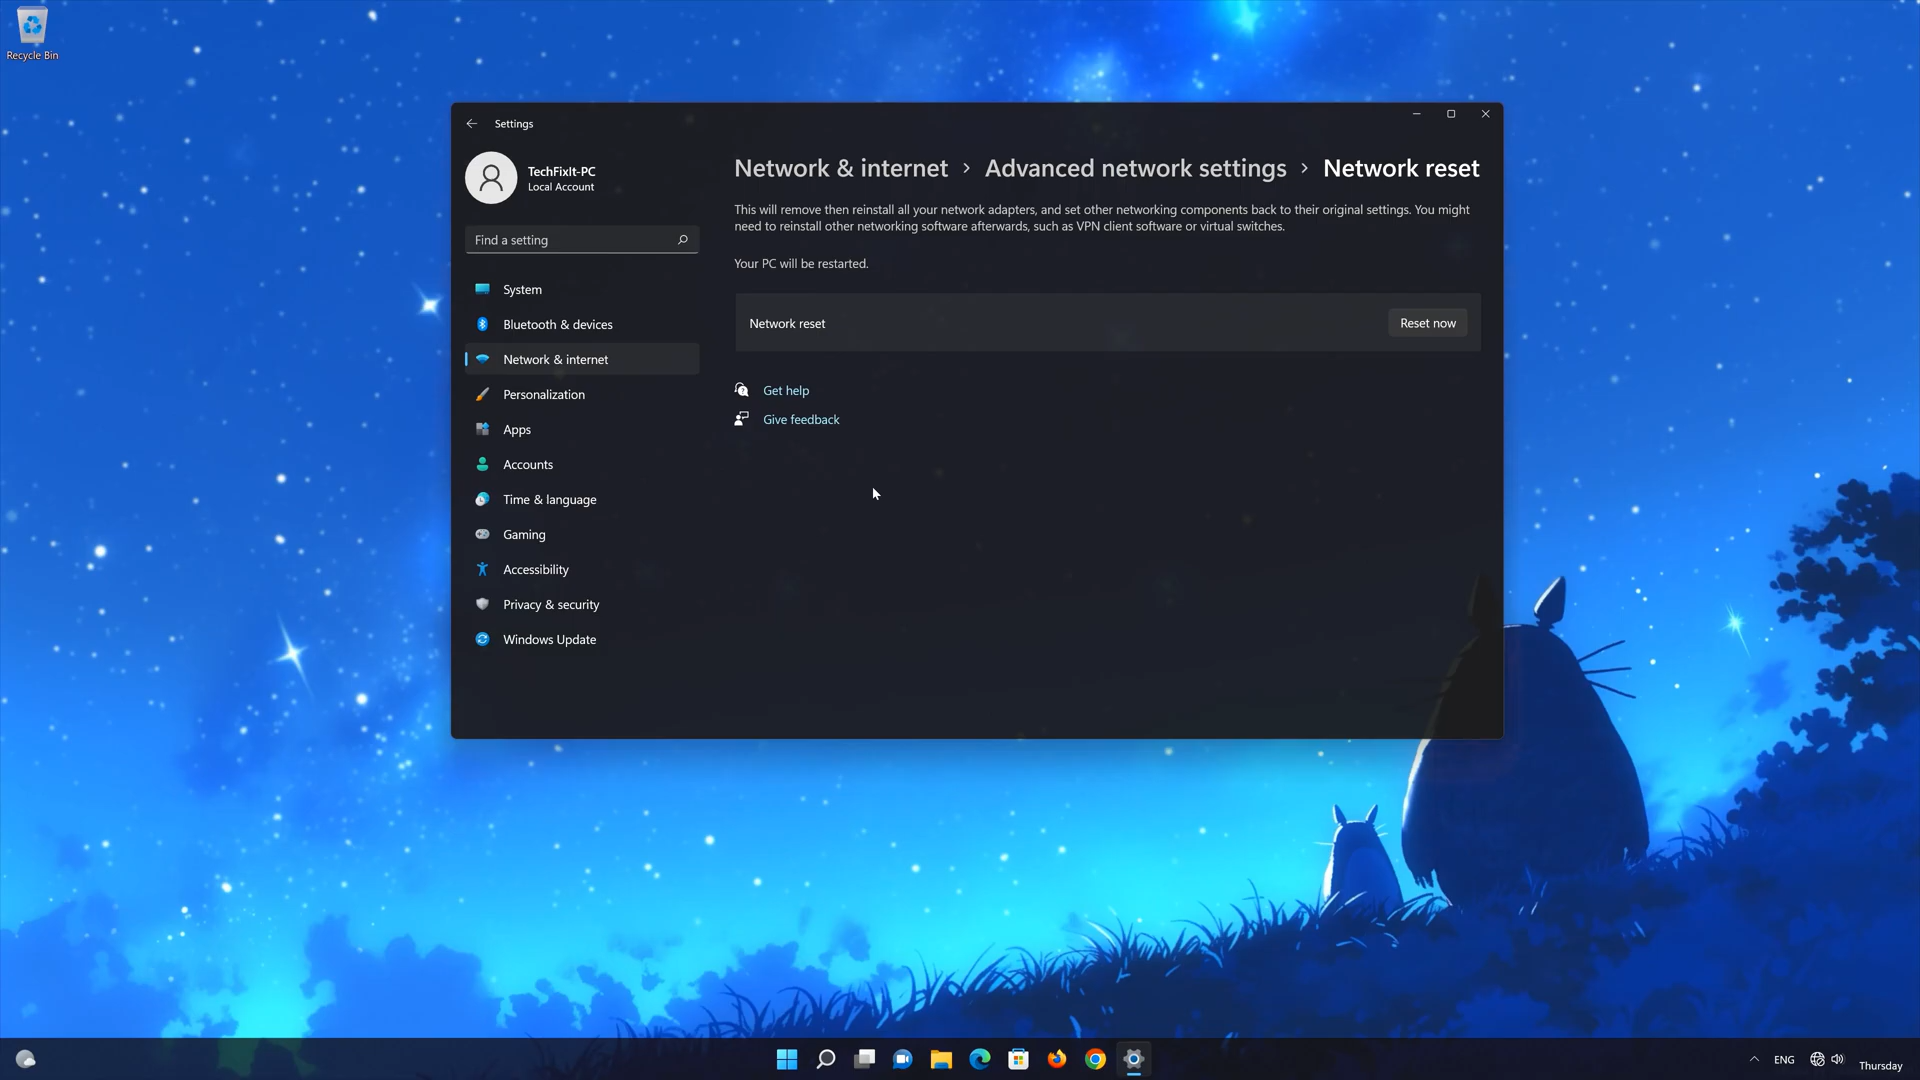 Recycle Bin
Settings
TechFixIt-PC
Local Account
Find a setting
System
Bluetooth & devices
Network & internet
Personalization
Apps
Accounts
Time & language
Gaming
Accessibility
Privacy & security
Windows Update
Network & internet › Advanced network settings › Network reset
This will remove then reinstall all your network adapters, and set other networking components back to their original settings. You might
need to reinstall other networking software afterwards, such as VPN client software or virtual switches.
Your PC will be restarted.
Network reset
Reset now
Get help
Give feedback
ENG
Thursday